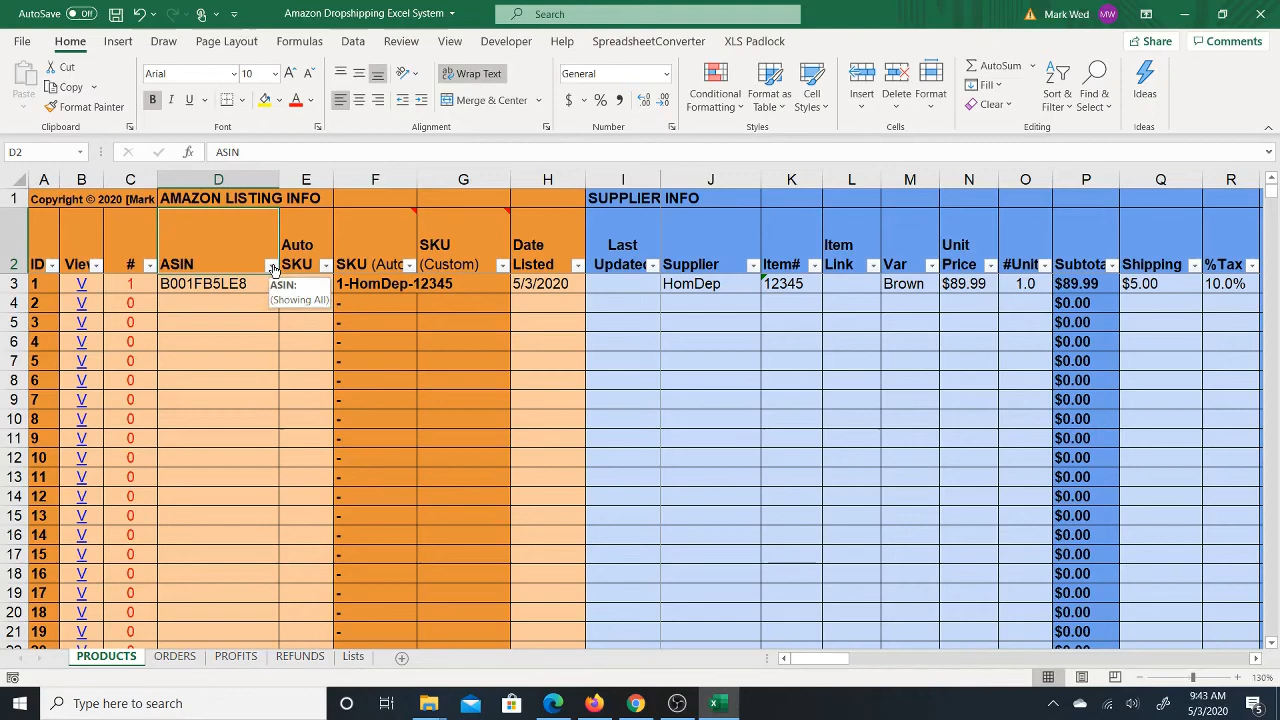 AutoSave Off Amazon Dropshipping Excel System Search Mark Wed MW
File Home Insert Draw Page Layout Formulas Data Review View Developer Help SpreadsheetConverter XLS Padlock Share Comments
Paste Cut Copy Format Painter Clipboard
Arial 10 B I U A Font
Wrap Text Merge & Center Alignment
General $ % Number
Conditional Formatting Format as Table Cell Styles Styles
Insert Delete Format Cells
AutoSum Fill Clear Sort & Filter Find & Select Editing
Ideas Ideas
D2 fx ASIN
A B C D E F G H I J K L M N O P Q R
1 Copyright © 2020 [Mark AMAZON LISTING INFO SUPPLIER INFO
2 ID View # ASIN Auto SKU SKU (Auto SKU (Custom) Date Listed Last Updated Supplier Item# Item Link Var Unit Price #Unit Subtota Shipping %Tax
3 1 V 1 B001FB5LE8 1-HomDep-12345 5/3/2020 HomDep 12345 Brown $89.99 1.0 $89.99 $5.00 10.0%
ASIN:
(Showing All)
4 2 V 0 - $0.00
5 3 V 0 - $0.00
6 4 V 0 - $0.00
7 5 V 0 - $0.00
8 6 V 0 - $0.00
9 7 V 0 - $0.00
10 8 V 0 - $0.00
11 9 V 0 - $0.00
12 10 V 0 - $0.00
13 11 V 0 - $0.00
14 12 V 0 - $0.00
15 13 V 0 - $0.00
16 14 V 0 - $0.00
17 15 V 0 - $0.00
18 16 V 0 - $0.00
19 17 V 0 - $0.00
20 18 V 0 - $0.00
21 19 V 0 - $0.00
PRODUCTS ORDERS PROFITS REFUNDS Lists
130%
Type here to search
9:43 AM
5/3/2020